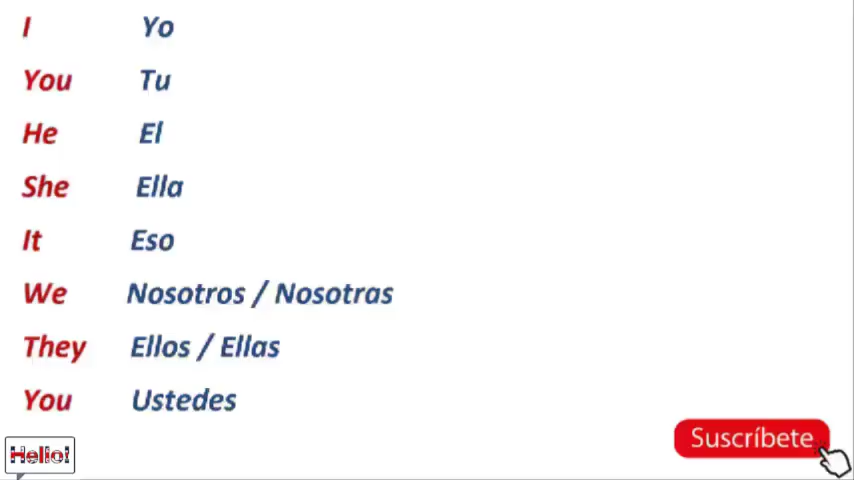 I Yo
You Tu
He El
She Ella
It Eso
We Nosotros / Nosotras
They Ellos / Ellas
You Ustedes
Suscríbete
Hello!